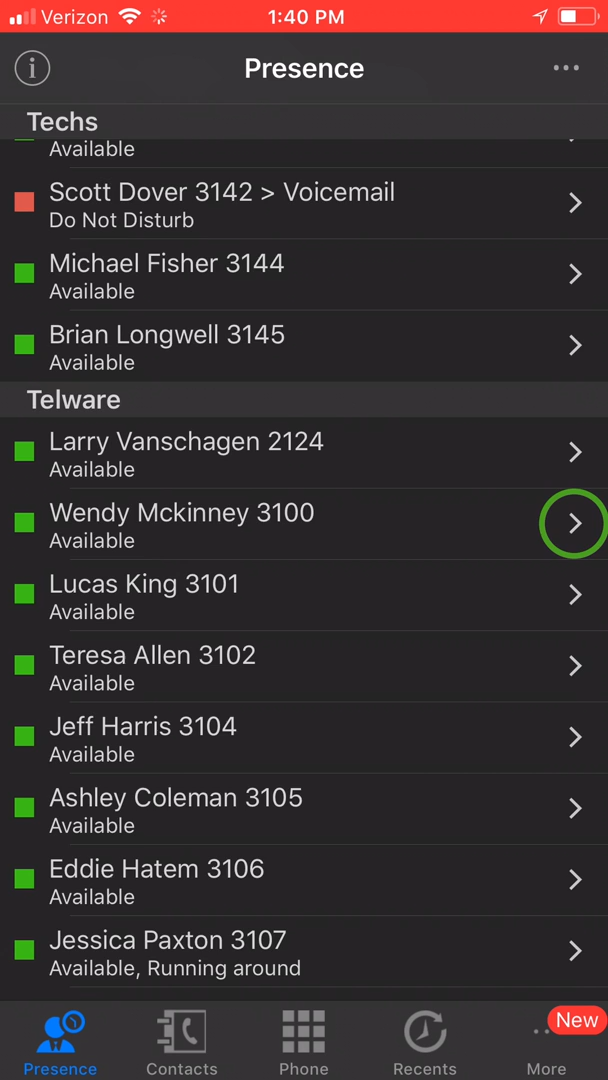 Verizon 1:40 PM
Presence
Techs
Available
Scott Dover 3142 > Voicemail
Do Not Disturb
Michael Fisher 3144
Available
Brian Longwell 3145
Available
Telware
Larry Vanschagen 2124
Available
Wendy Mckinney 3100
Available
Lucas King 3101
Available
Teresa Allen 3102
Available
Jeff Harris 3104
Available
Ashley Coleman 3105
Available
Eddie Hatem 3106
Available
Jessica Paxton 3107
Available, Running around
New
Presence Contacts Phone Recents More